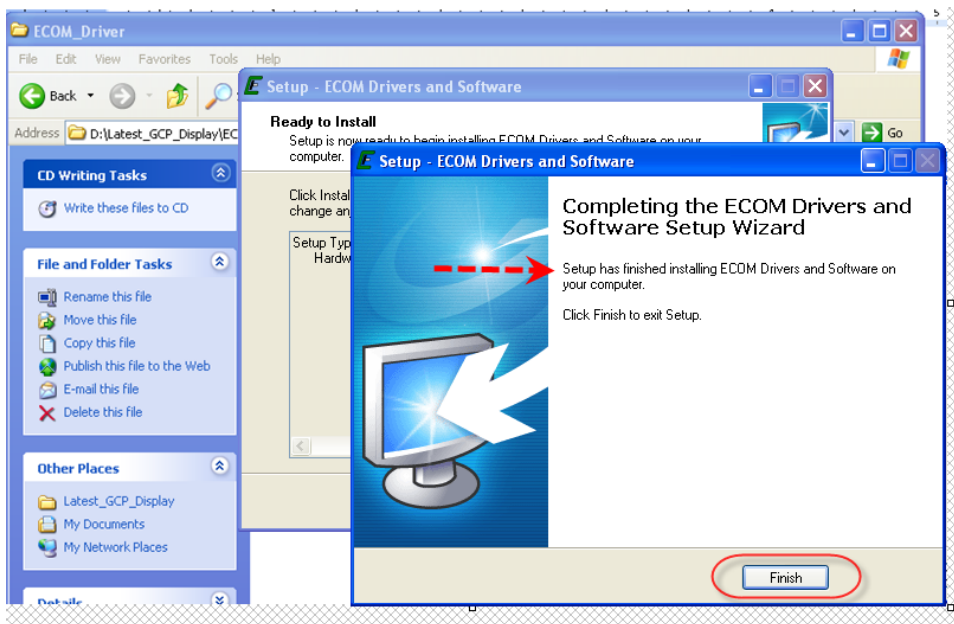 ECOM_Driver
File Edit View Favorites Tools Help
Back
Address D:\Latest_GCP_Display\EC
Go
CD Writing Tasks
Write these files to CD
File and Folder Tasks
Rename this file
Move this file
Copy this file
Publish this file to the Web
E-mail this file
Delete this file
Other Places
Latest_GCP_Display
My Documents
My Network Places
Details
Setup - ECOM Drivers and Software
Ready to Install
Setup is now ready to begin installing ECOM Drivers and Software on your
computer.
Click Instal
change an
Setup Typ
Hardw
Setup - ECOM Drivers and Software
Completing the ECOM Drivers and
Software Setup Wizard
Setup has finished installing ECOM Drivers and Software on
your computer.
Click Finish to exit Setup.
Finish